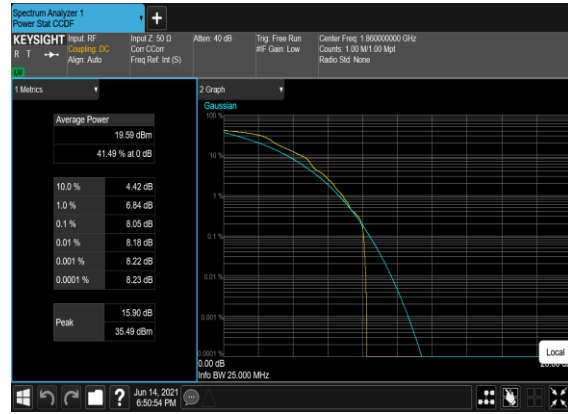 Spectrum Analyzer 1
Power Stat CCDF
+
KEYSIGHT
R T
LXI
Input: RF
Coupling: DC
Align: Auto
Input Z: 50 Ω
Corr CCorr
Freq Ref: Int (S)
Atten: 40 dB
Trig: Free Run
#IF Gain: Low
Center Freq: 1.860000000 GHz
Counts: 1.00 M/1.00 Mpt
Radio Std: None
1 Metrics
Average Power
19.59 dBm
41.49 % at 0 dB
10.0 % 4.42 dB
1.0 % 6.84 dB
0.1 % 8.05 dB
0.01 % 8.18 dB
0.001 % 8.22 dB
0.0001 % 8.23 dB
Peak
15.90 dB
35.49 dBm
2 Graph
Gaussian
100 %
10 %
1 %
0.1 %
0.01 %
0.001 %
0.0001 %
0.00 dB
Info BW 25.000 MHz
Local
?
Jun 14, 2021
6:50:54 PM